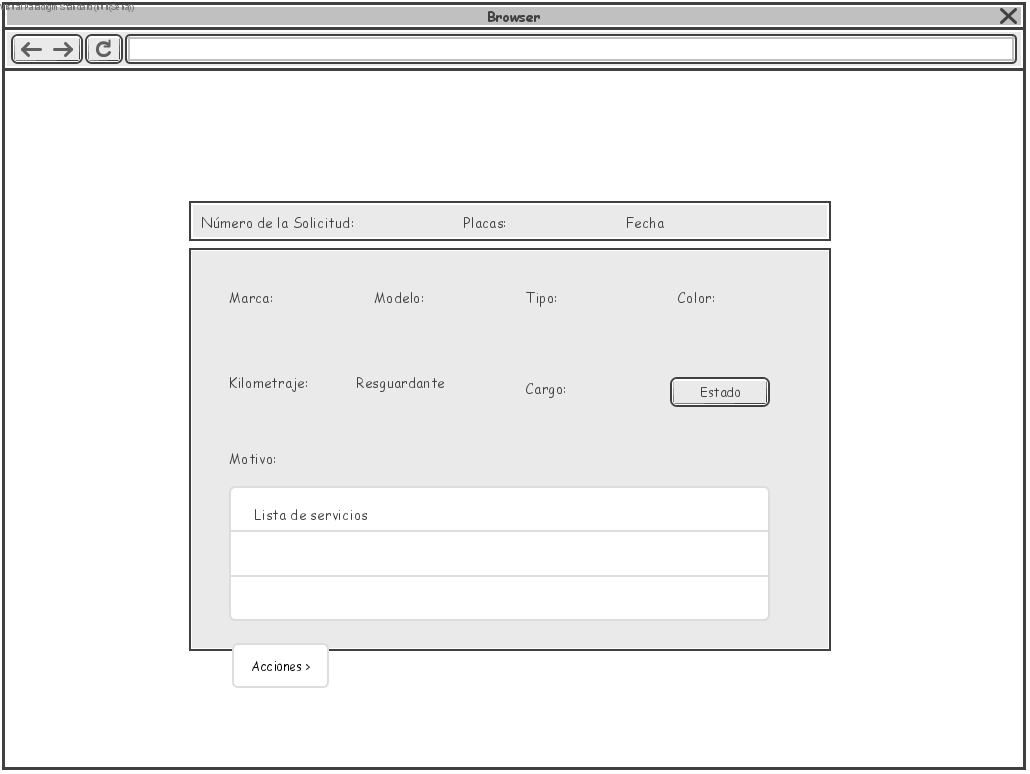 Browser
Número de la Solicitud: Placas: Fecha
Marca: Modelo: Tipo: Color:
Kilometraje: Resguardante Cargo: Estado
Motivo:
Lista de servicios
Acciones >